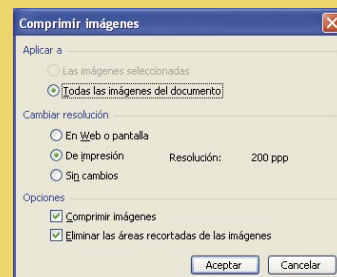 Comprimir imágenes
Aplicar a
Las imágenes seleccionadas
Todas las imágenes del documento
Cambiar resolución
En Web o pantalla
De impresión Resolución: 200 ppp
Sin cambios
Opciones
Comprimir imágenes
Eliminar las áreas recortadas de las imágenes
Aceptar Cancelar